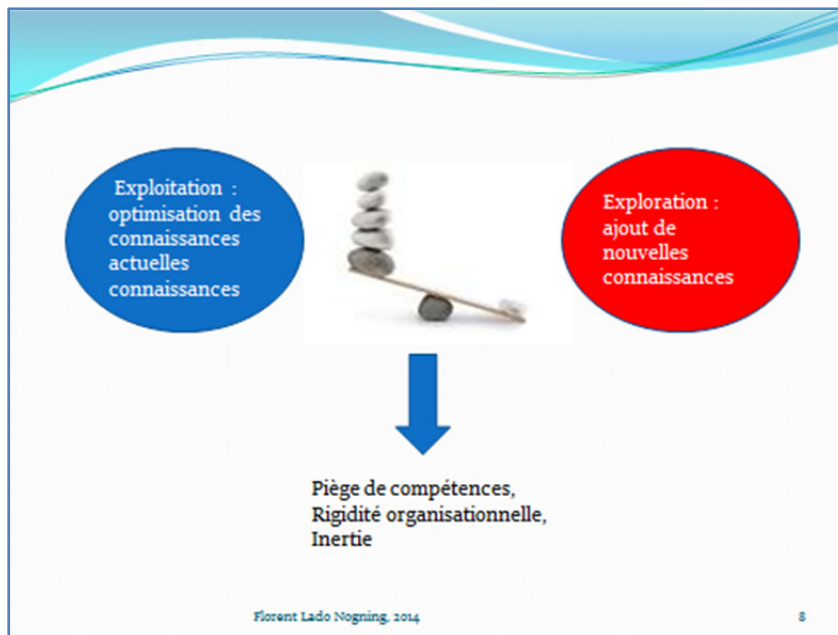 Exploitation :
optimisation des
connaissances
actuelles
connaissances
Exploration :
ajout de
nouvelles
connaissances
Piège de compétences,
Rigidité organisationnelle,
Inertie
Florent Lado Nogning, 2014
8